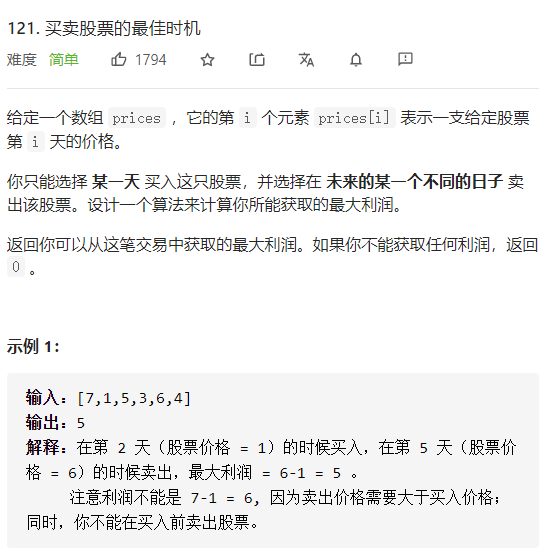 121. 买卖股票的最佳时机
难度 简单 1794
给定一个数组 prices ，它的第 i 个元素 prices[i] 表示一支给定股票
第 i 天的价格。
你只能选择 某一天 买入这只股票，并选择在 未来的某一个不同的日子 卖
出该股票。设计一个算法来计算你所能获取的最大利润。
返回你可以从这笔交易中获取的最大利润。如果你不能获取任何利润，返回
0 。
示例 1：
输入：[7,1,5,3,6,4]
输出：5
解释：在第 2 天（股票价格 = 1）的时候买入，在第 5 天（股票价
格 = 6）的时候卖出，最大利润 = 6-1 = 5 。
注意利润不能是 7-1 = 6, 因为卖出价格需要大于买入价格；
同时，你不能在买入前卖出股票。